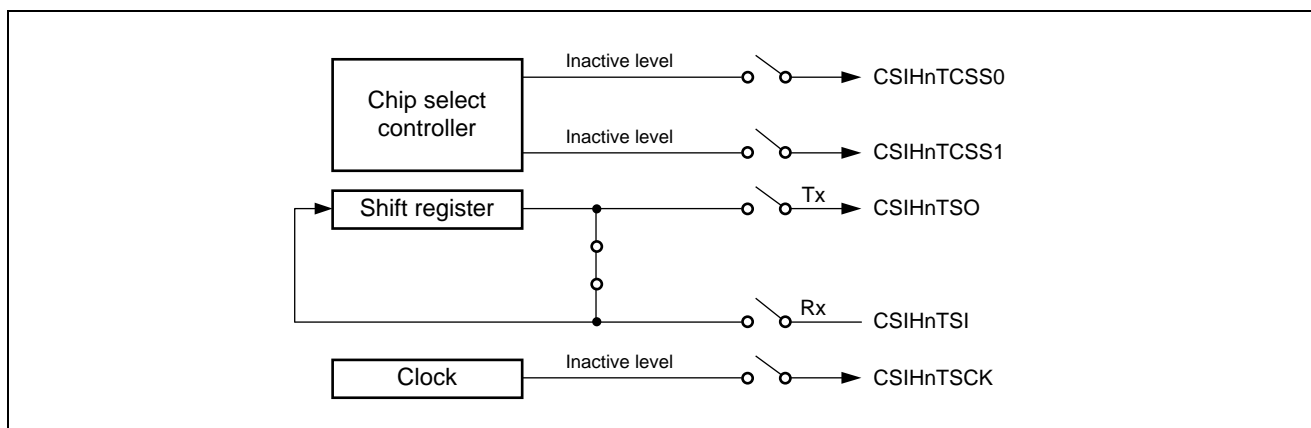 Inactive level
CSIHnTCSS0
Chip select
controller
Inactive level
CSIHnTCSS1
Shift register
Tx
CSIHnTSO
Rx
CSIHnTSI
Clock
Inactive level
CSIHnTSCK